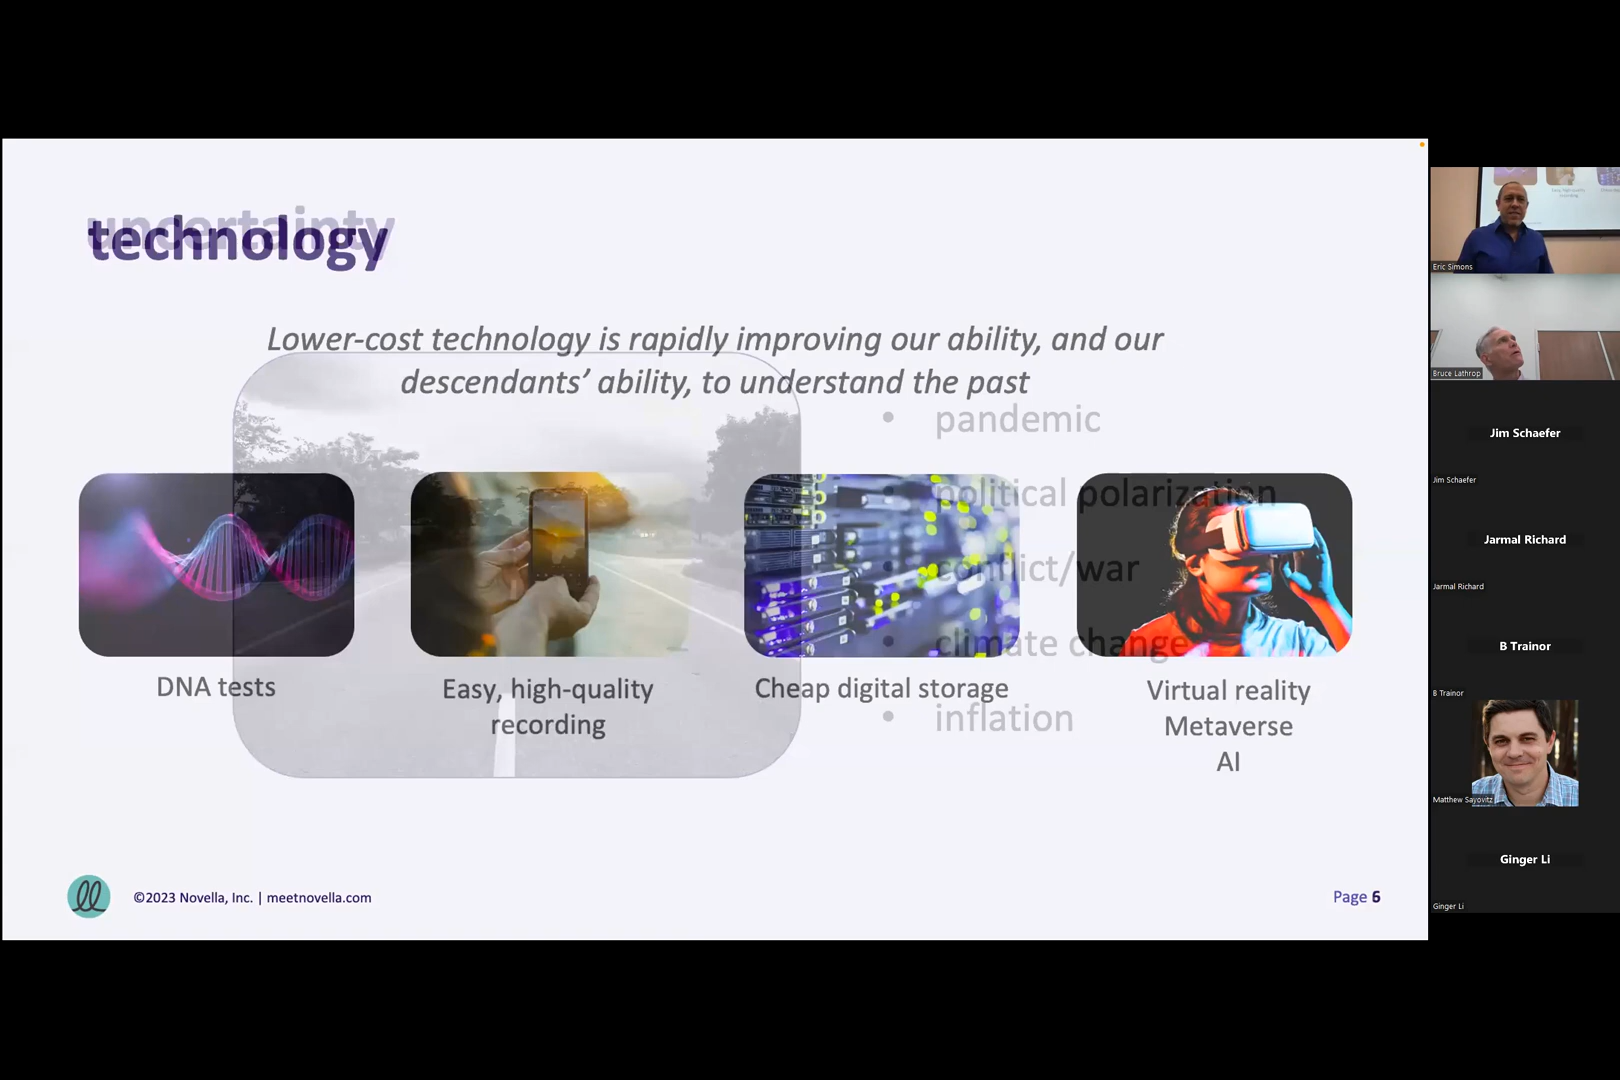 uncertainty
technology
Lower-cost technology is rapidly improving our ability, and our
descendants’ ability, to understand the past
• pandemic
• political polarization
• conflict/war
• climate change
• inflation
DNA tests
Easy, high-quality
recording
Cheap digital storage
Virtual reality
Metaverse
AI
©2023 Novella, Inc. | meetnovella.com
Page 6
Eric Simons
Bruce Lathrop
Jim Schaefer
Jim Schaefer
Jarmal Richard
Jarmal Richard
B Trainor
B Trainor
Matthew Sayovitz
Ginger Li
Ginger Li